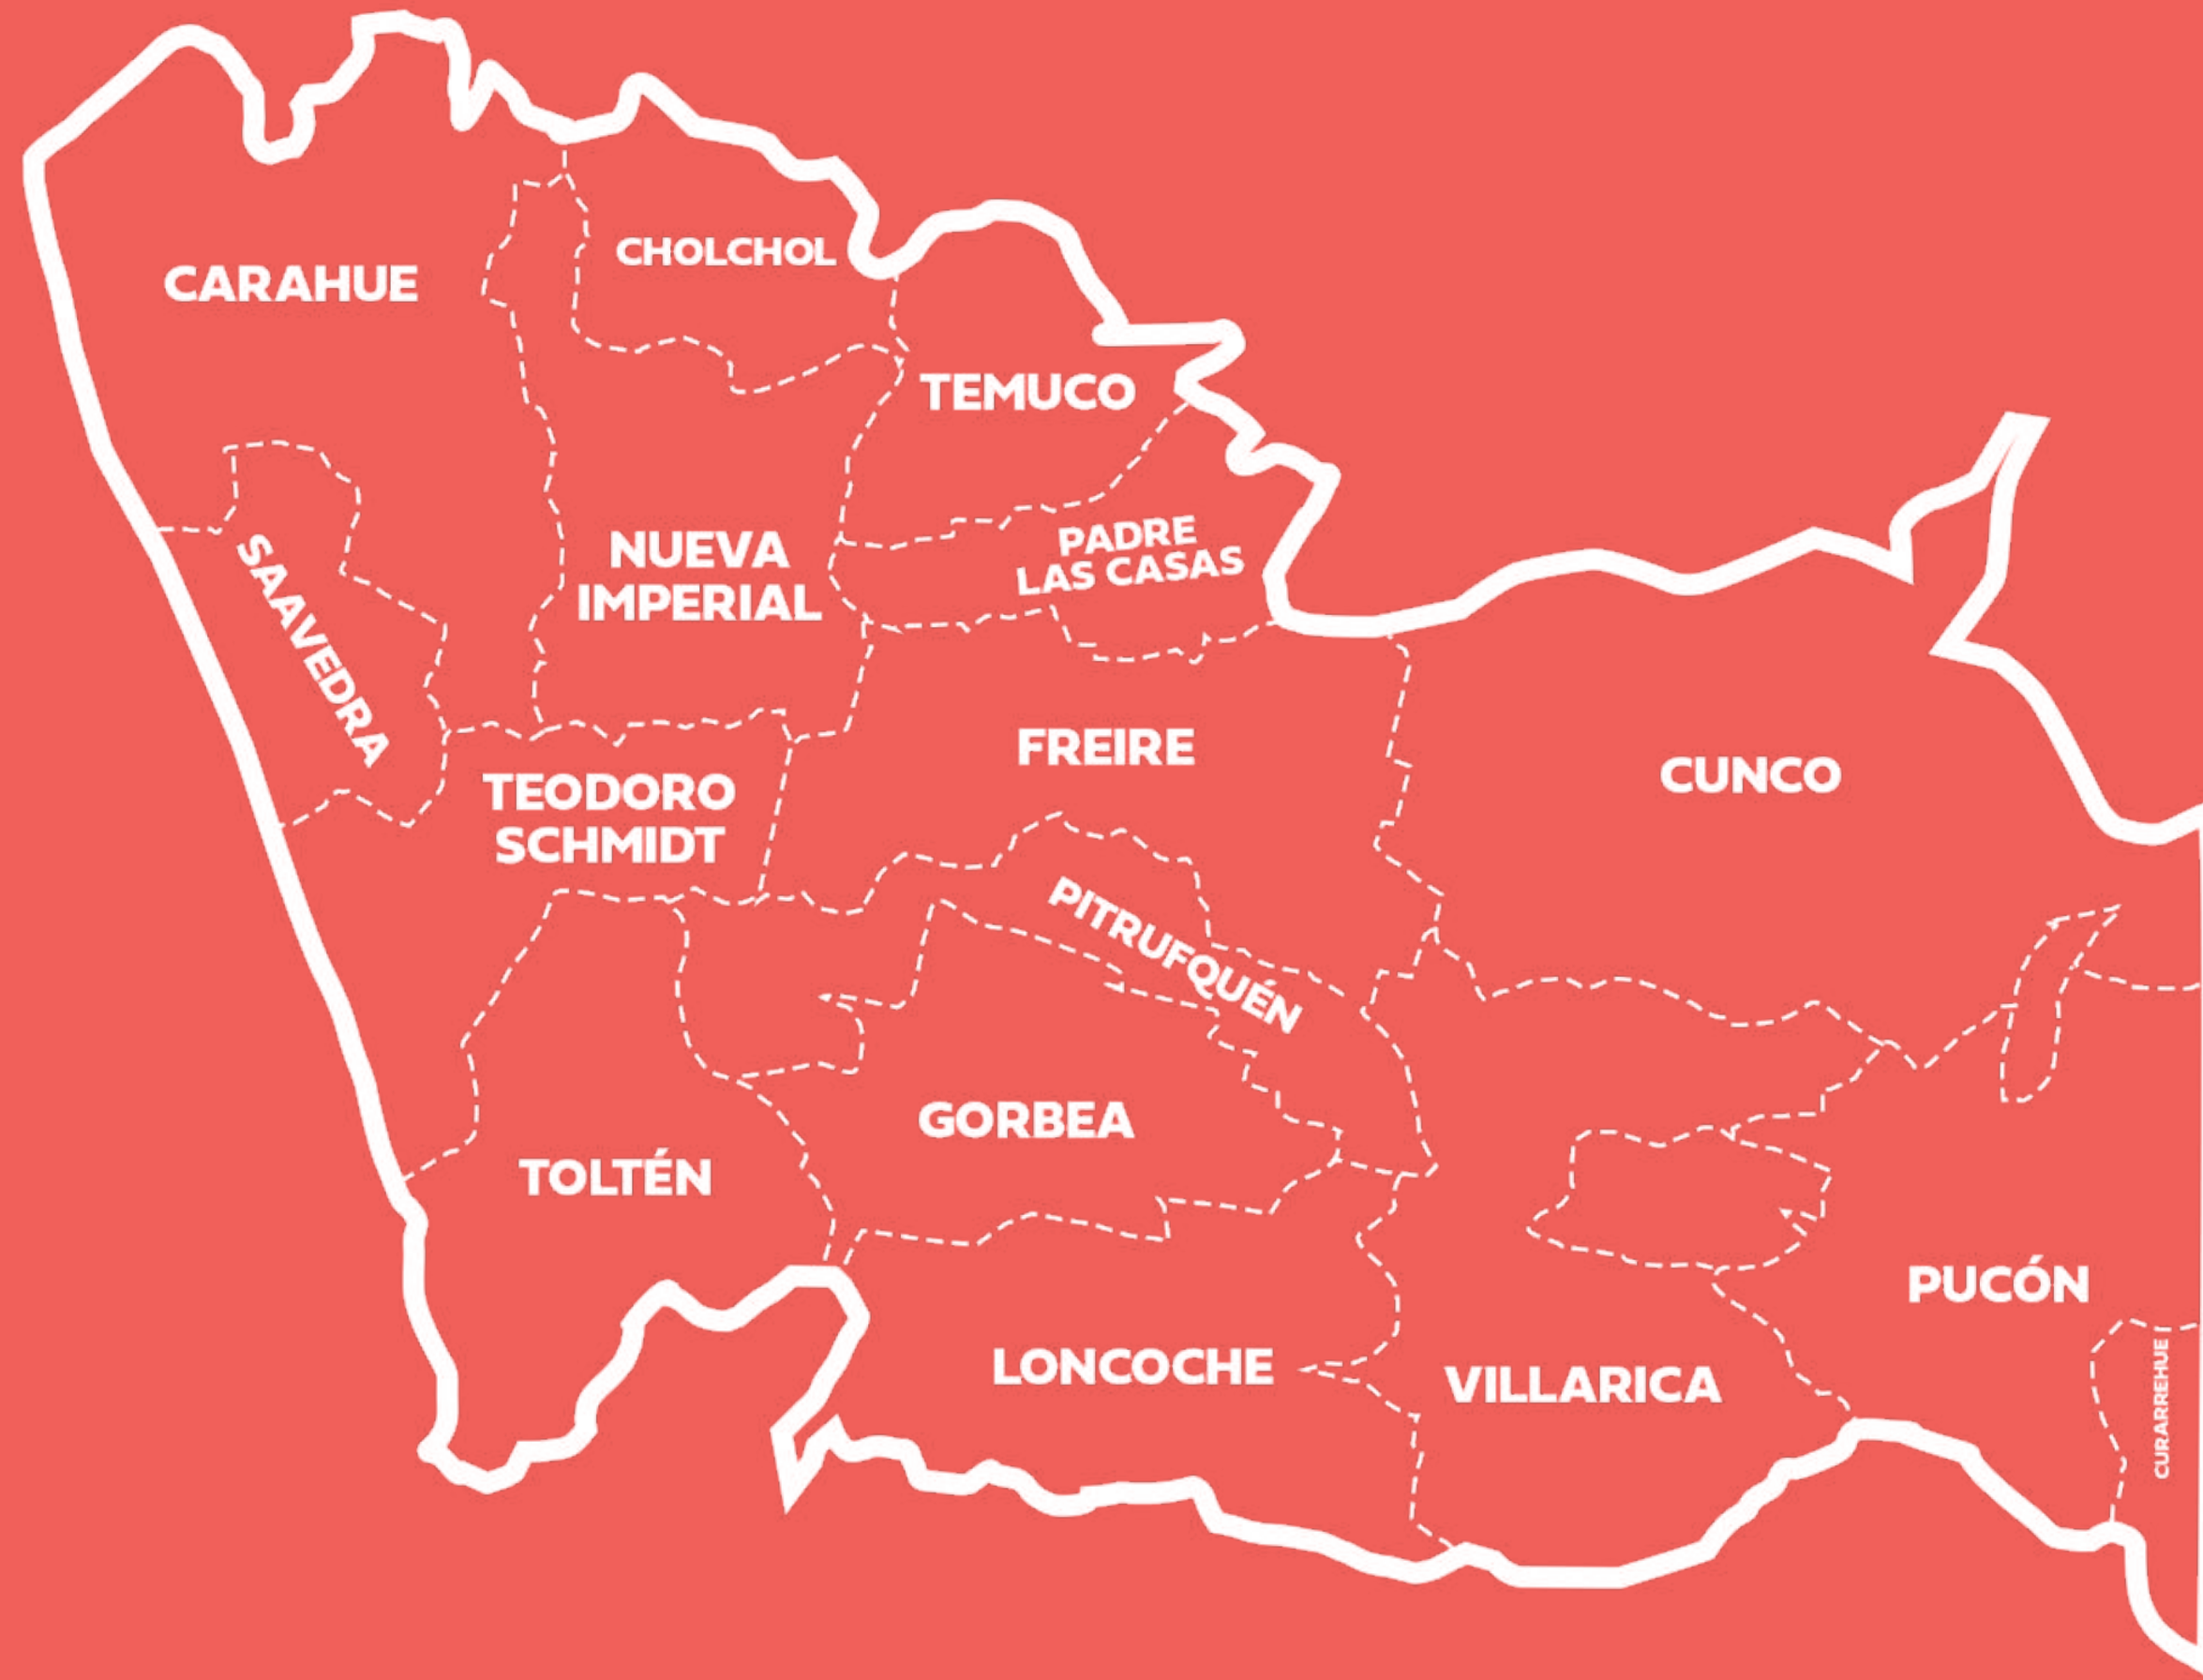 CHOLCHOL
CARAHUE
TEMUCO
NUEVA
IMPERIAL
PADRE
LAS CASAS
SAAVEDRA
FREIRE
CUNCO
TEODORO
SCHMIDT
PITRUFQUÉN
GORBEA
TOLTÉN
PUCÓN
LONCOCHE
VILLARICA
CURARREHUE